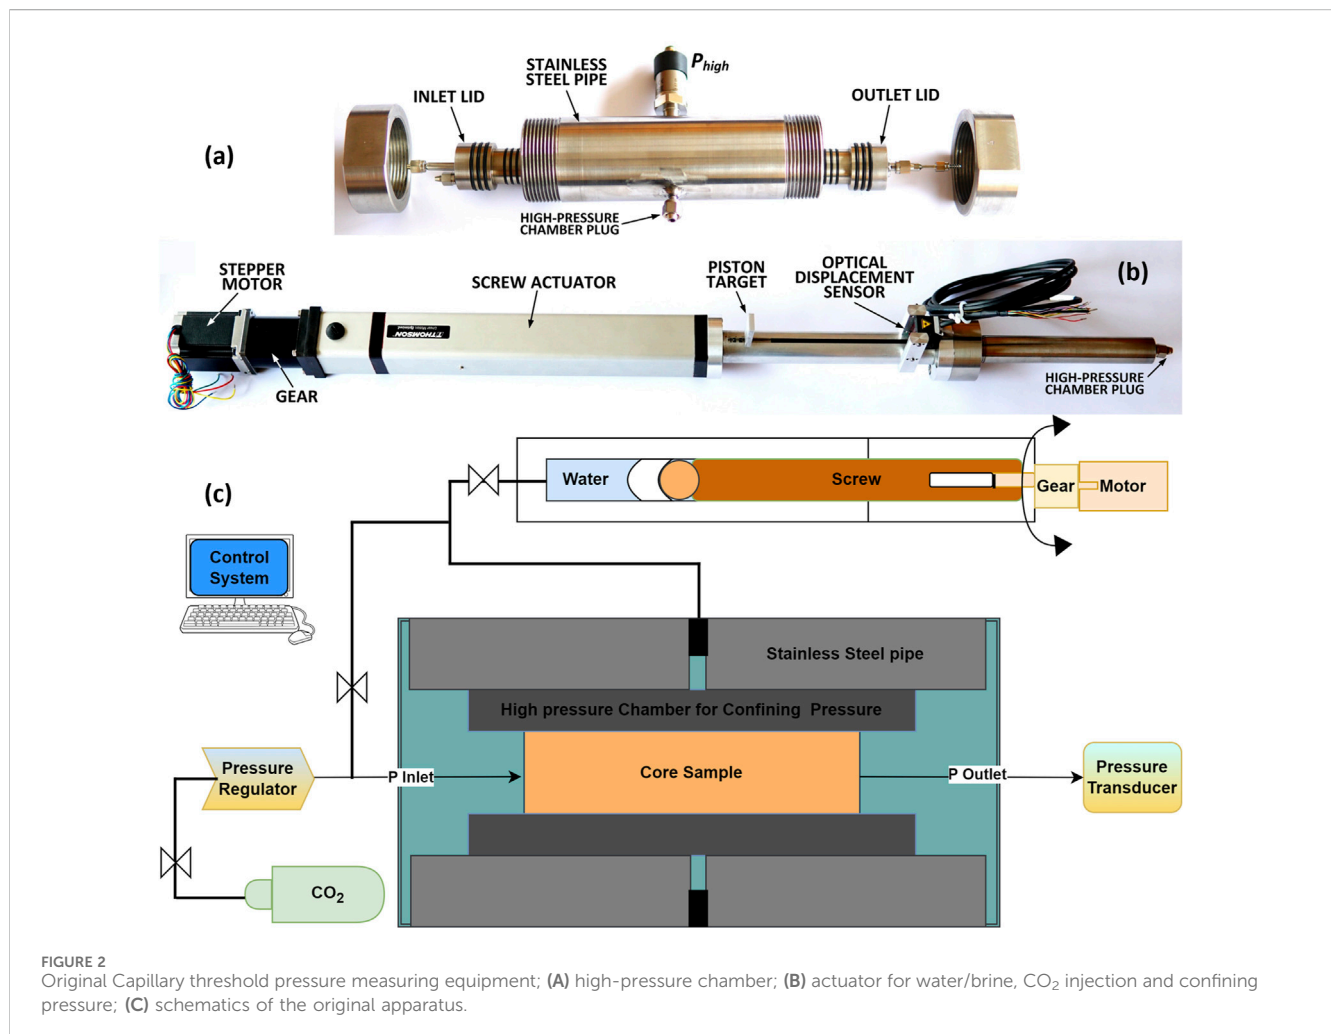 P_high
STAINLESS
STEEL PIPE
INLET LID
OUTLET LID
(a)
HIGH-PRESSURE
CHAMBER PLUG
STEPPER
MOTOR
SCREW ACTUATOR
PISTON
TARGET
OPTICAL
DISPLACEMENT
SENSOR
(b)
THOMSON
GEAR
HIGH-PRESSURE
CHAMBER PLUG
(c)
Water
Screw
Gear
Motor
Control
System
Stainless Steel pipe
High pressure Chamber for Confining Pressure
Pressure
Regulator
P Inlet
Core Sample
P Outlet
Pressure
Transducer
CO₂
FIGURE 2
Original Capillary threshold pressure measuring equipment; (A) high-pressure chamber; (B) actuator for water/brine, CO₂ injection and confining
pressure; (C) schematics of the original apparatus.